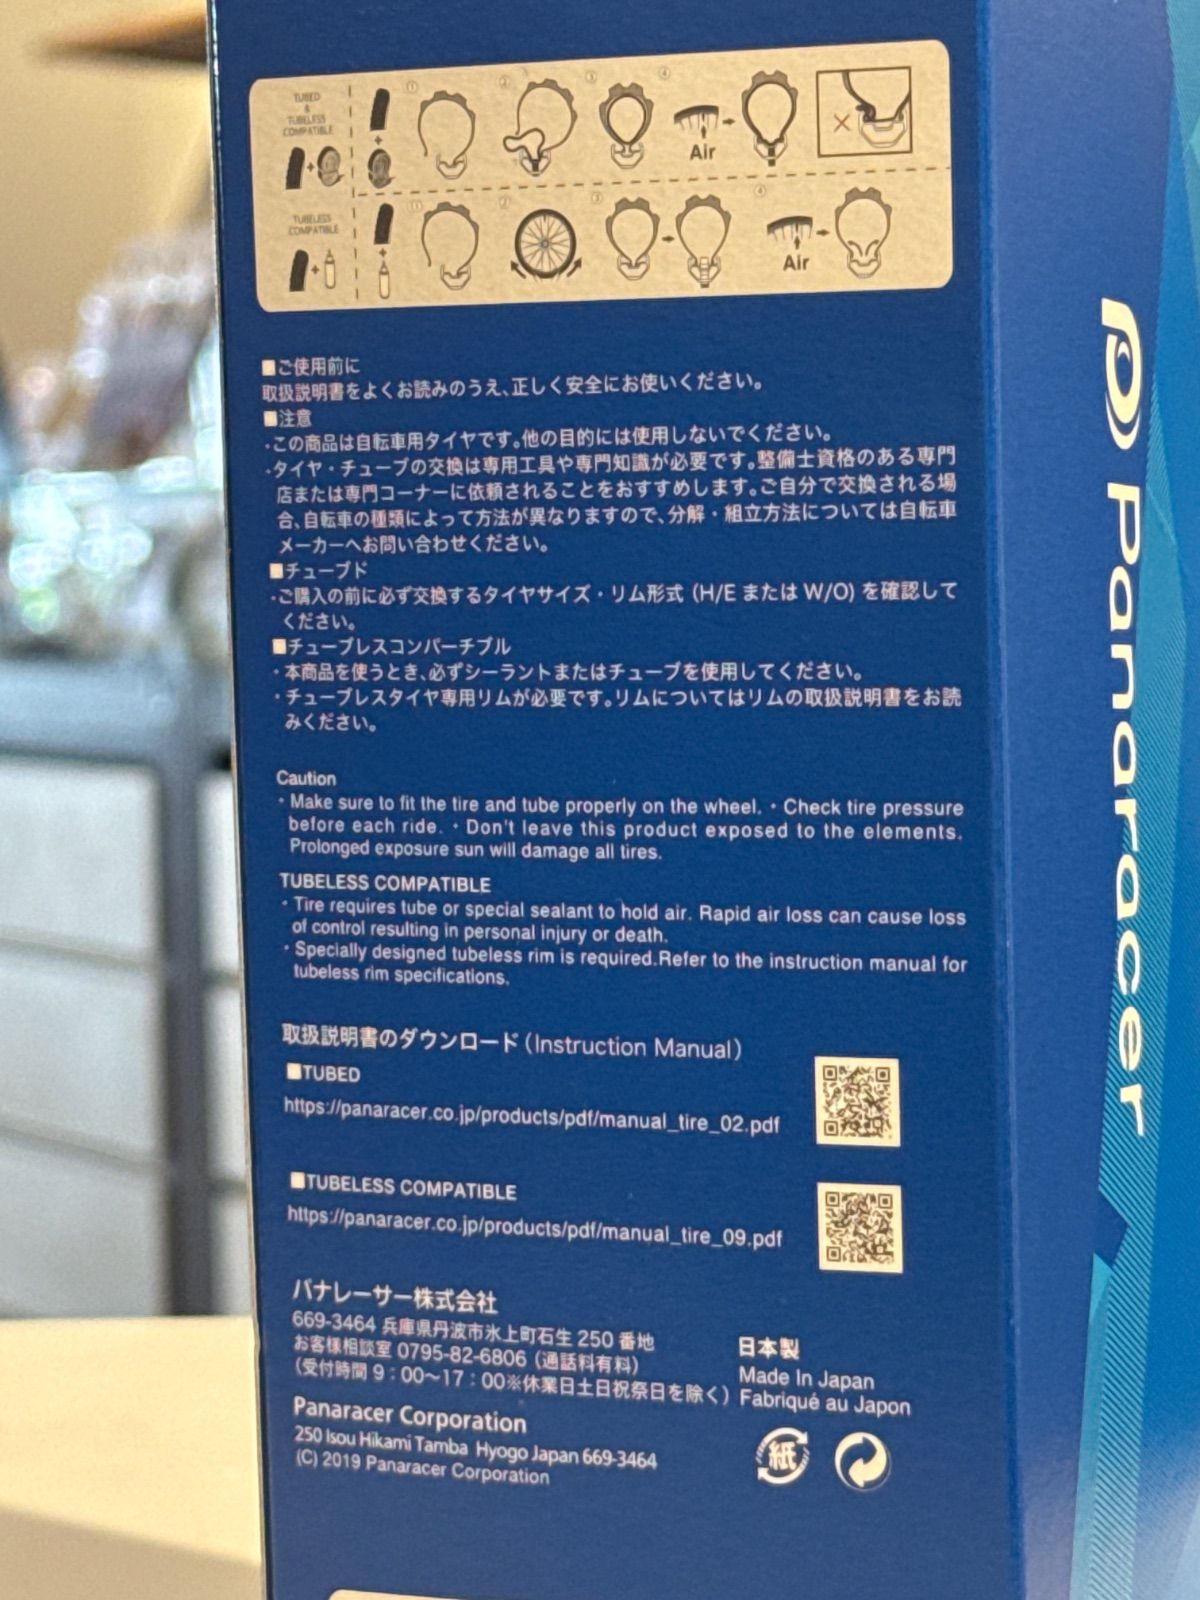 TUBED
&
TUBELESS
COMPATIBLE
① ② ③ ④
Air
TUBELESS
COMPATIBLE
① ② ③ ④
Air
■ご使用前に
取扱説明書をよくお読みのうえ、正しく安全にお使いください。
■注意
・この商品は自転車用タイヤです。他の目的には使用しないでください。
・タイヤ・チューブの交換は専用工具や専門知識が必要です。整備士資格のある専門
店または専門コーナーに依頼されることをおすすめします。ご自分で交換される場
合、自転車の種類によって方法が異なりますので、分解・組立方法については自転車
メーカーへお問い合わせください。
■チューブド
・ご購入の前に必ず交換するタイヤサイズ・リム形式 (H/E または W/O) を確認して
ください。
■チューブレスコンパーチブル
・本商品を使うとき、必ずシーラントまたはチューブを使用してください。
・チューブレスタイヤ専用リムが必要です。リムについてはリムの取扱説明書をお読
みください。
Caution
・Make sure to fit the tire and tube properly on the wheel. ・Check tire pressure
before each ride. ・Don't leave this product exposed to the elements.
Prolonged exposure sun will damage all tires.
TUBELESS COMPATIBLE
・Tire requires tube or special sealant to hold air. Rapid air loss can cause loss
of control resulting in personal injury or death.
・Specially designed tubeless rim is required.Refer to the instruction manual for
tubeless rim specifications.
取扱説明書のダウンロード（Instruction Manual）
■TUBED
https://panaracer.co.jp/products/pdf/manual_tire_02.pdf
■TUBELESS COMPATIBLE
https://panaracer.co.jp/products/pdf/manual_tire_09.pdf
パナレーサー株式会社
669-3464 兵庫県丹波市氷上町石生 250 番地
お客様相談室 0795-82-6806（通話料有料）
（受付時間 9：00〜17：00※休業日土日祝祭日を除く）
Panaracer Corporation
250 Isou Hikami Tamba Hyogo Japan 669-3464
(C) 2019 Panaracer Corporation
日本製
Made In Japan
Fabriqué au Japon
紙
Panaracer